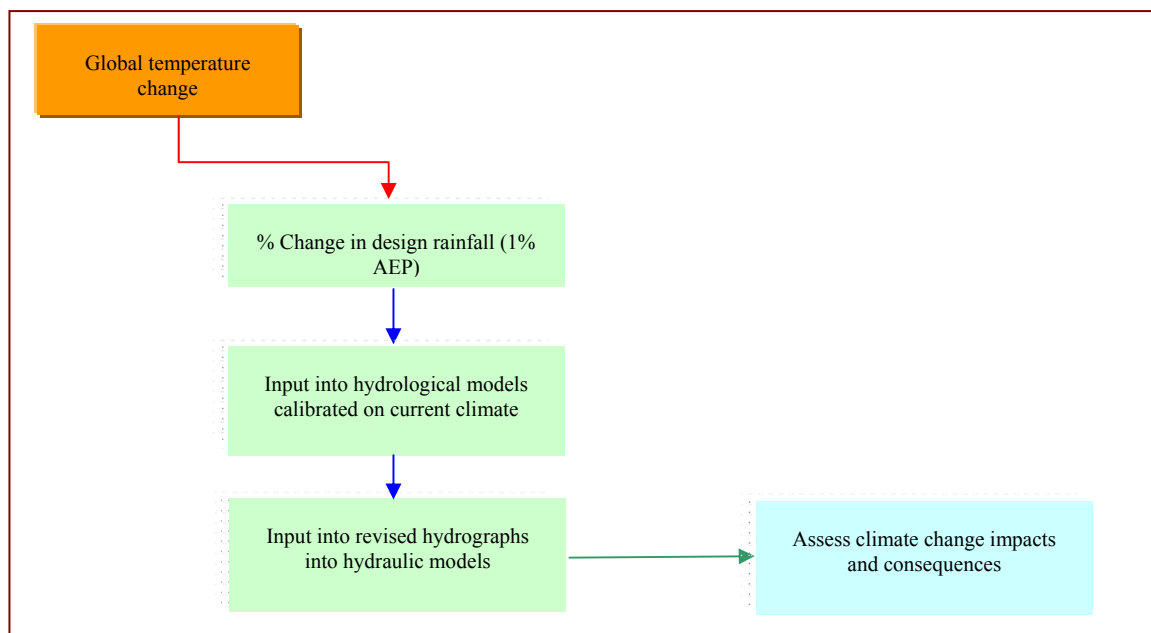 Global temperature
change
% Change in design rainfall (1%
AEP)
Input into hydrological models
calibrated on current climate
Input into revised hydrographs
into hydraulic models
Assess climate change impacts
and consequences